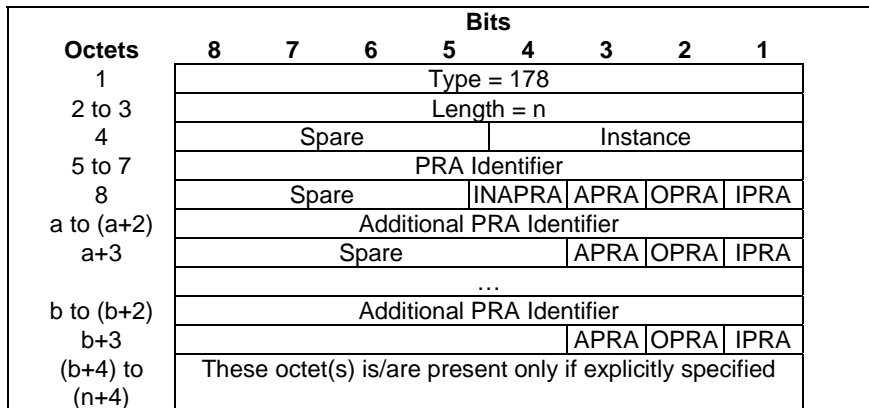 Bits
Octets 8 7 6 5 4 3 2 1
1 Type = 178
2 to 3 Length = n
4 Spare Instance
5 to 7 PRA Identifier
8 Spare INAPRA APRA OPRA IPRA
a to (a+2) Additional PRA Identifier
a+3 Spare APRA OPRA IPRA
…
b to (b+2) Additional PRA Identifier
b+3 APRA OPRA IPRA
(b+4) to These octet(s) is/are present only if explicitly specified
(n+4)